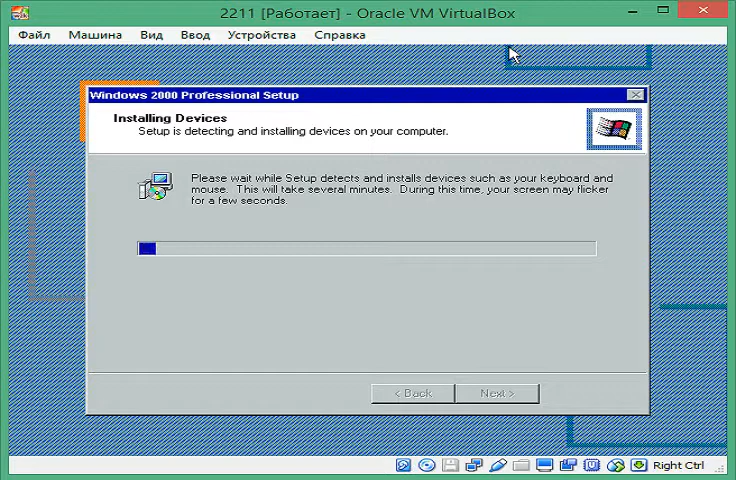 2211 [Работает] - Oracle VM VirtualBox
Файл Машина Вид Ввод Устройства Справка
Windows 2000 Professional Setup
Installing Devices
Setup is detecting and installing devices on your computer.
Please wait while Setup detects and installs devices such as your keyboard and
mouse. This will take several minutes. During this time, your screen may flicker
for a few seconds.
< Back Next >
Right Ctrl